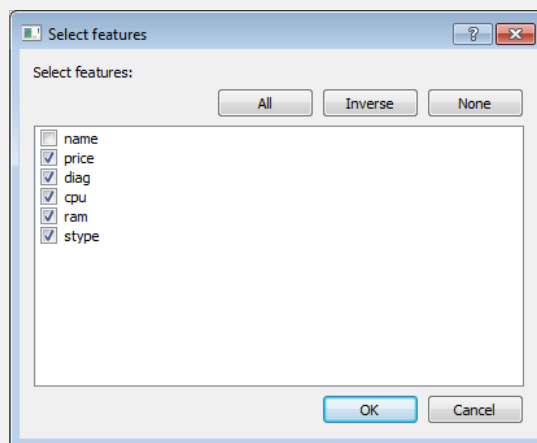 Select features
Select features:
All Inverse None
name
price
diag
cpu
ram
stype
OK Cancel